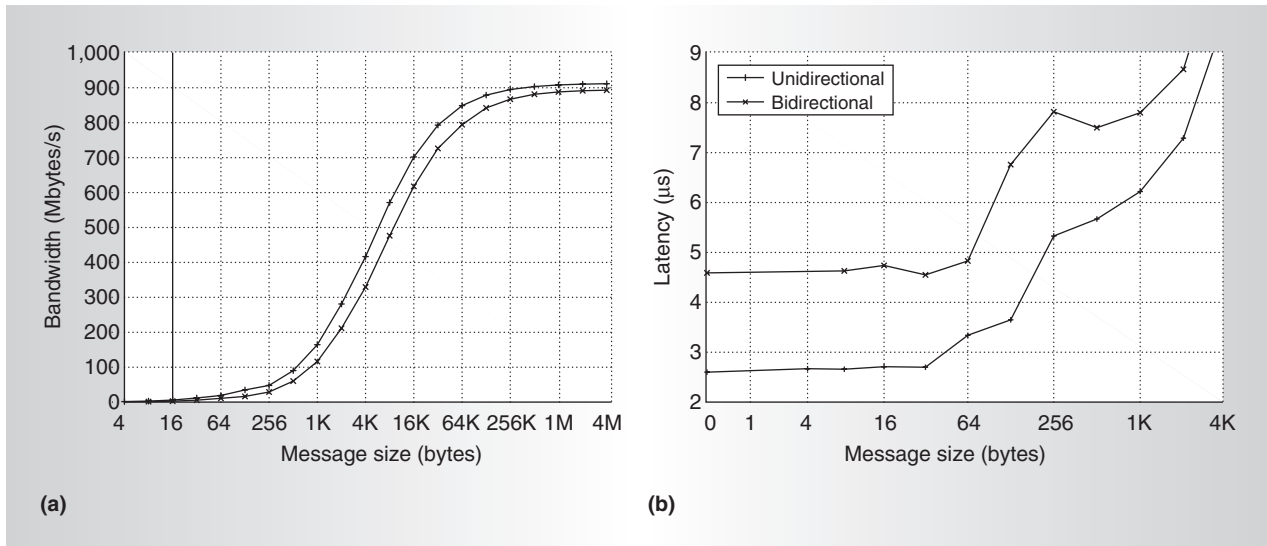 1,000
900
800
700
600
500
400
300
200
100
0
Bandwidth (Mbytes/s)
4 16 64 256 1K 4K 16K 64K 256K 1M 4M
Message size (bytes)
(a)
9
8
7
6
5
4
3
2
Latency (µs)
Unidirectional
Bidirectional
0 1 4 16 64 256 1K 4K
Message size (bytes)
(b)